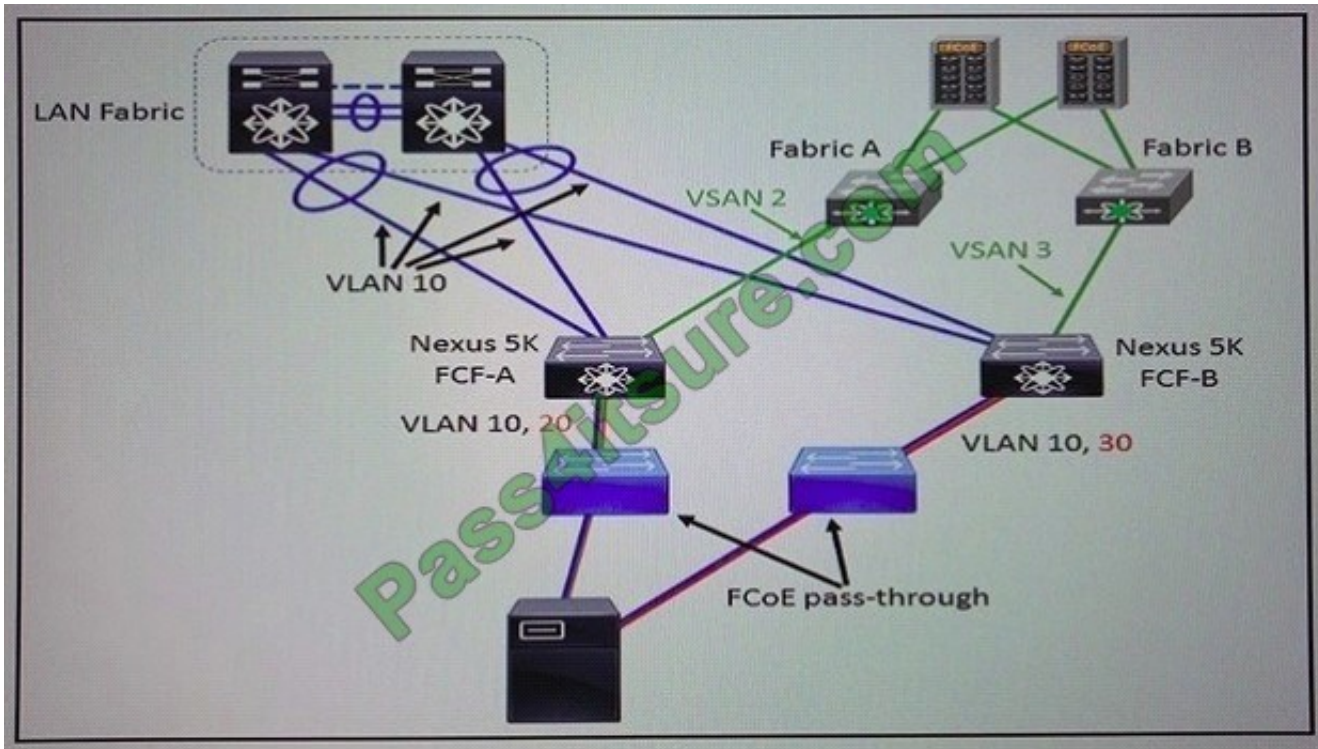 LAN Fabric
FCoE
FCoE
Fabric A
Fabric B
VSAN 2
VSAN 3
VLAN 10
Nexus 5K
FCF-A
Nexus 5K
FCF-B
VLAN 10, 20
VLAN 10, 30
FCoE pass-through
Pass4itsure.com